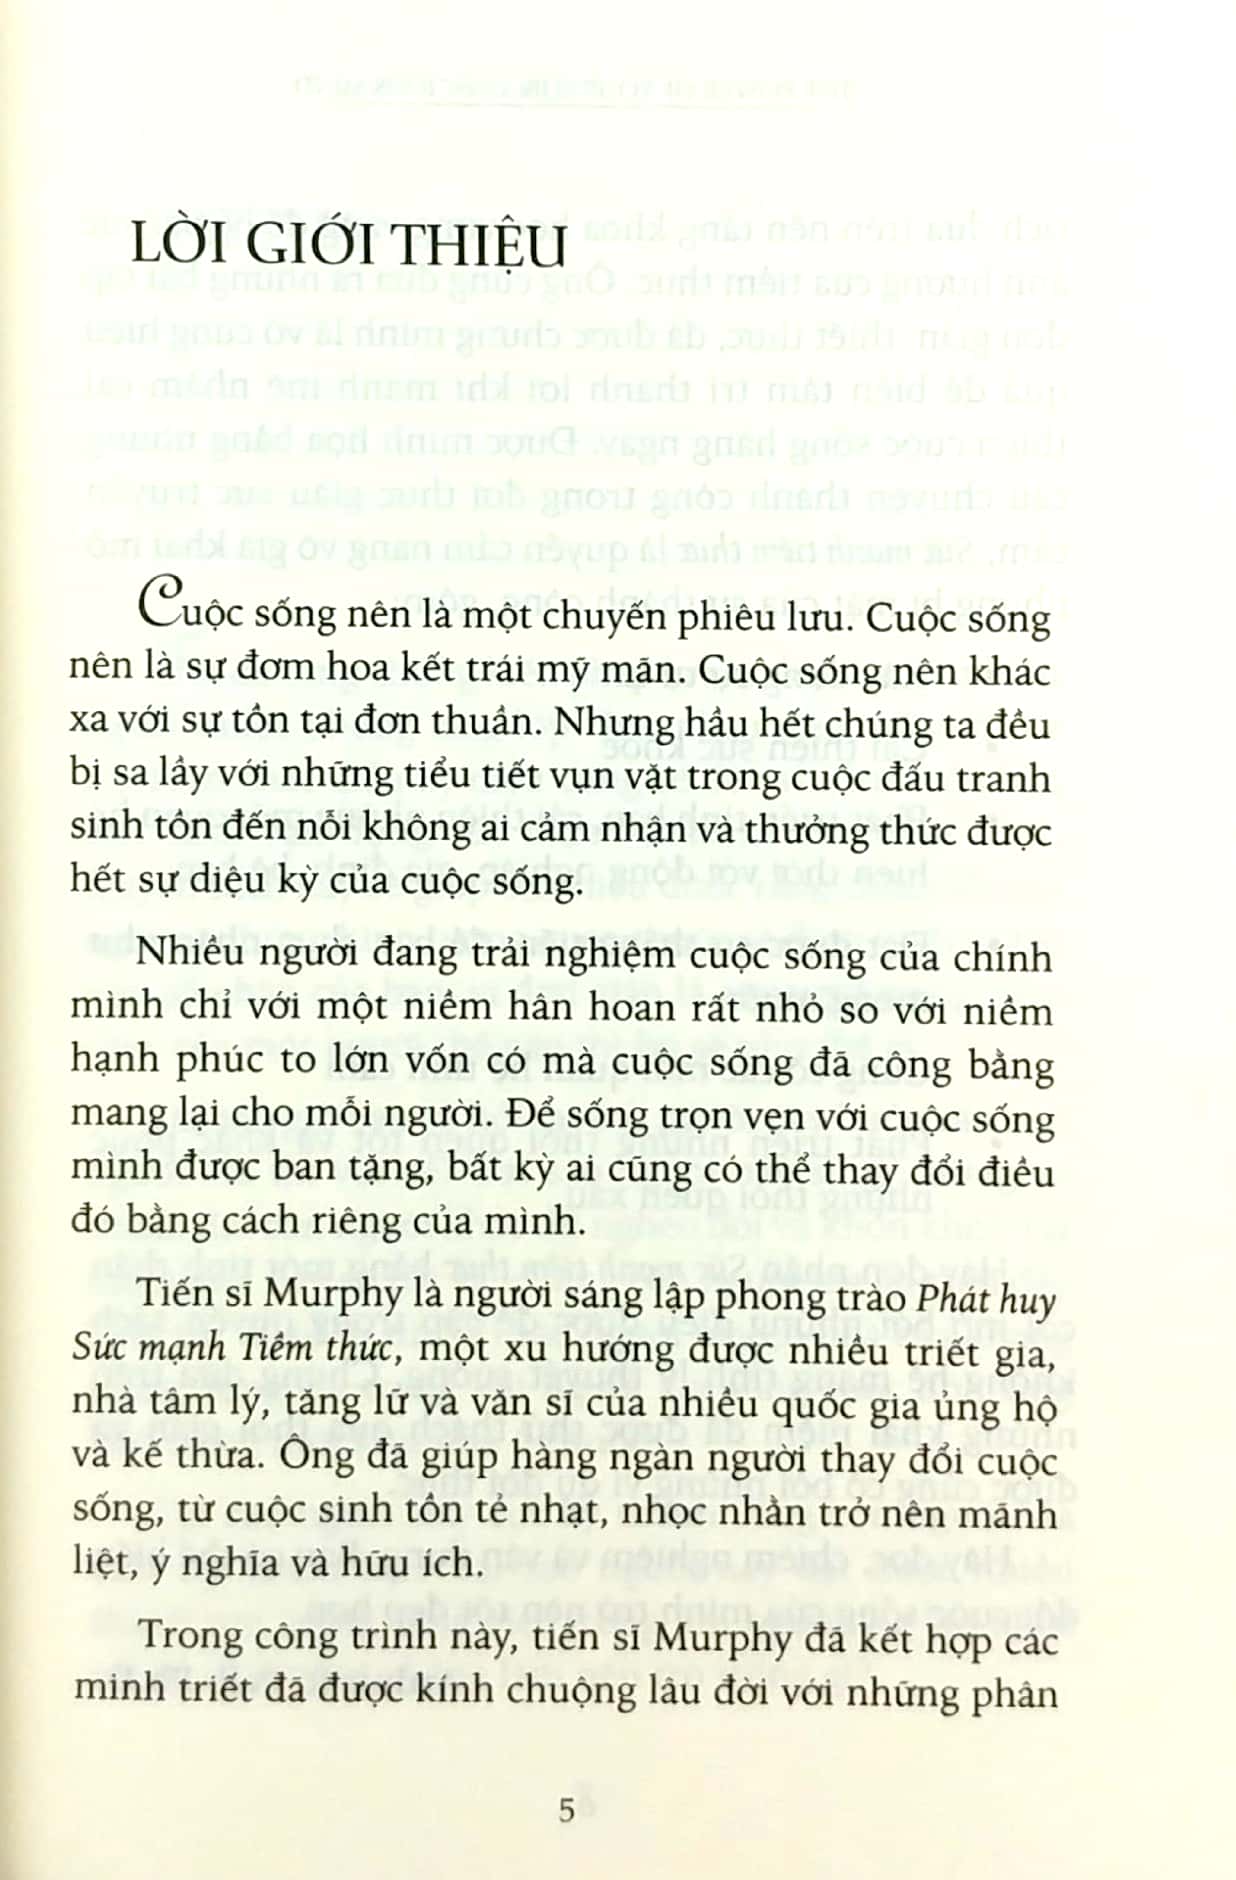 LỜI GIỚI THIỆU
Cuộc sống nên là một chuyến phiêu lưu. Cuộc sống
nên là sự đơm hoa kết trái mỹ mãn. Cuộc sống nên khác
xa với sự tồn tại đơn thuần. Nhưng hầu hết chúng ta đều
bị sa lầy với những tiểu tiết vụn vặt trong cuộc đấu tranh
sinh tồn đến nỗi không ai cảm nhận và thưởng thức được
hết sự diệu kỳ của cuộc sống.
Nhiều người đang trải nghiệm cuộc sống của chính
mình chỉ với một niềm hân hoan rất nhỏ so với niềm
hạnh phúc to lớn vốn có mà cuộc sống đã công bằng
mang lại cho mỗi người. Để sống trọn vẹn với cuộc sống
mình được ban tặng, bất kỳ ai cũng có thể thay đổi điều
đó bằng cách riêng của mình.
Tiến sĩ Murphy là người sáng lập phong trào Phát huy
Sức mạnh Tiềm thức, một xu hướng được nhiều triết gia,
nhà tâm lý, tăng lữ và văn sĩ của nhiều quốc gia ủng hộ
và kế thừa. Ông đã giúp hàng ngàn người thay đổi cuộc
sống, từ cuộc sinh tồn tẻ nhạt, nhọc nhằn trở nên mãnh
liệt, ý nghĩa và hữu ích.
Trong công trình này, tiến sĩ Murphy đã kết hợp các
minh triết đã được kính chuộng lâu đời với những phân
5